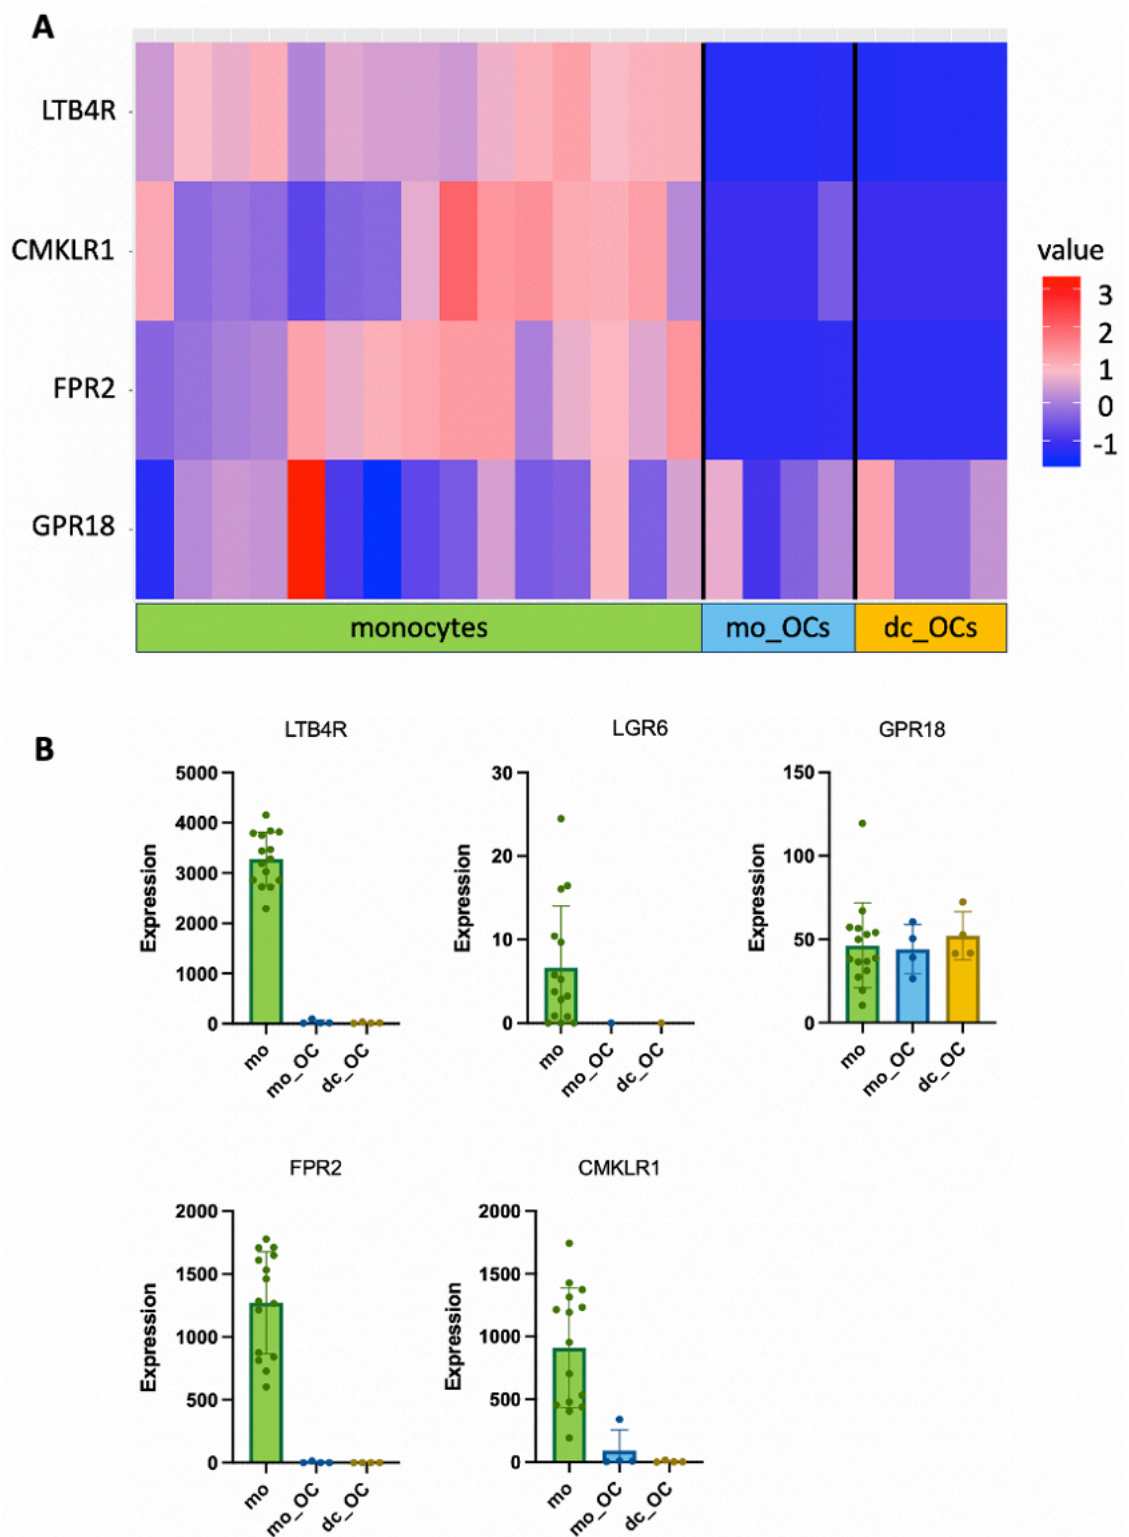 A
LTB4R
CMKLR1
FPR2
GPR18
value
3
2
1
0
-1
monocytes
mo_OCs
dc_OCs
B
LTB4R
Expression
5000
4000
3000
2000
1000
0
mo
mo_OC
dc_OC
LGR6
Expression
30
20
10
0
mo
mo_OC
dc_OC
GPR18
Expression
150
100
50
0
mo
mo_OC
dc_OC
FPR2
Expression
2000
1500
1000
500
0
mo
mo_OC
dc_OC
CMKLR1
Expression
2000
1500
1000
500
0
mo
mo_OC
dc_OC